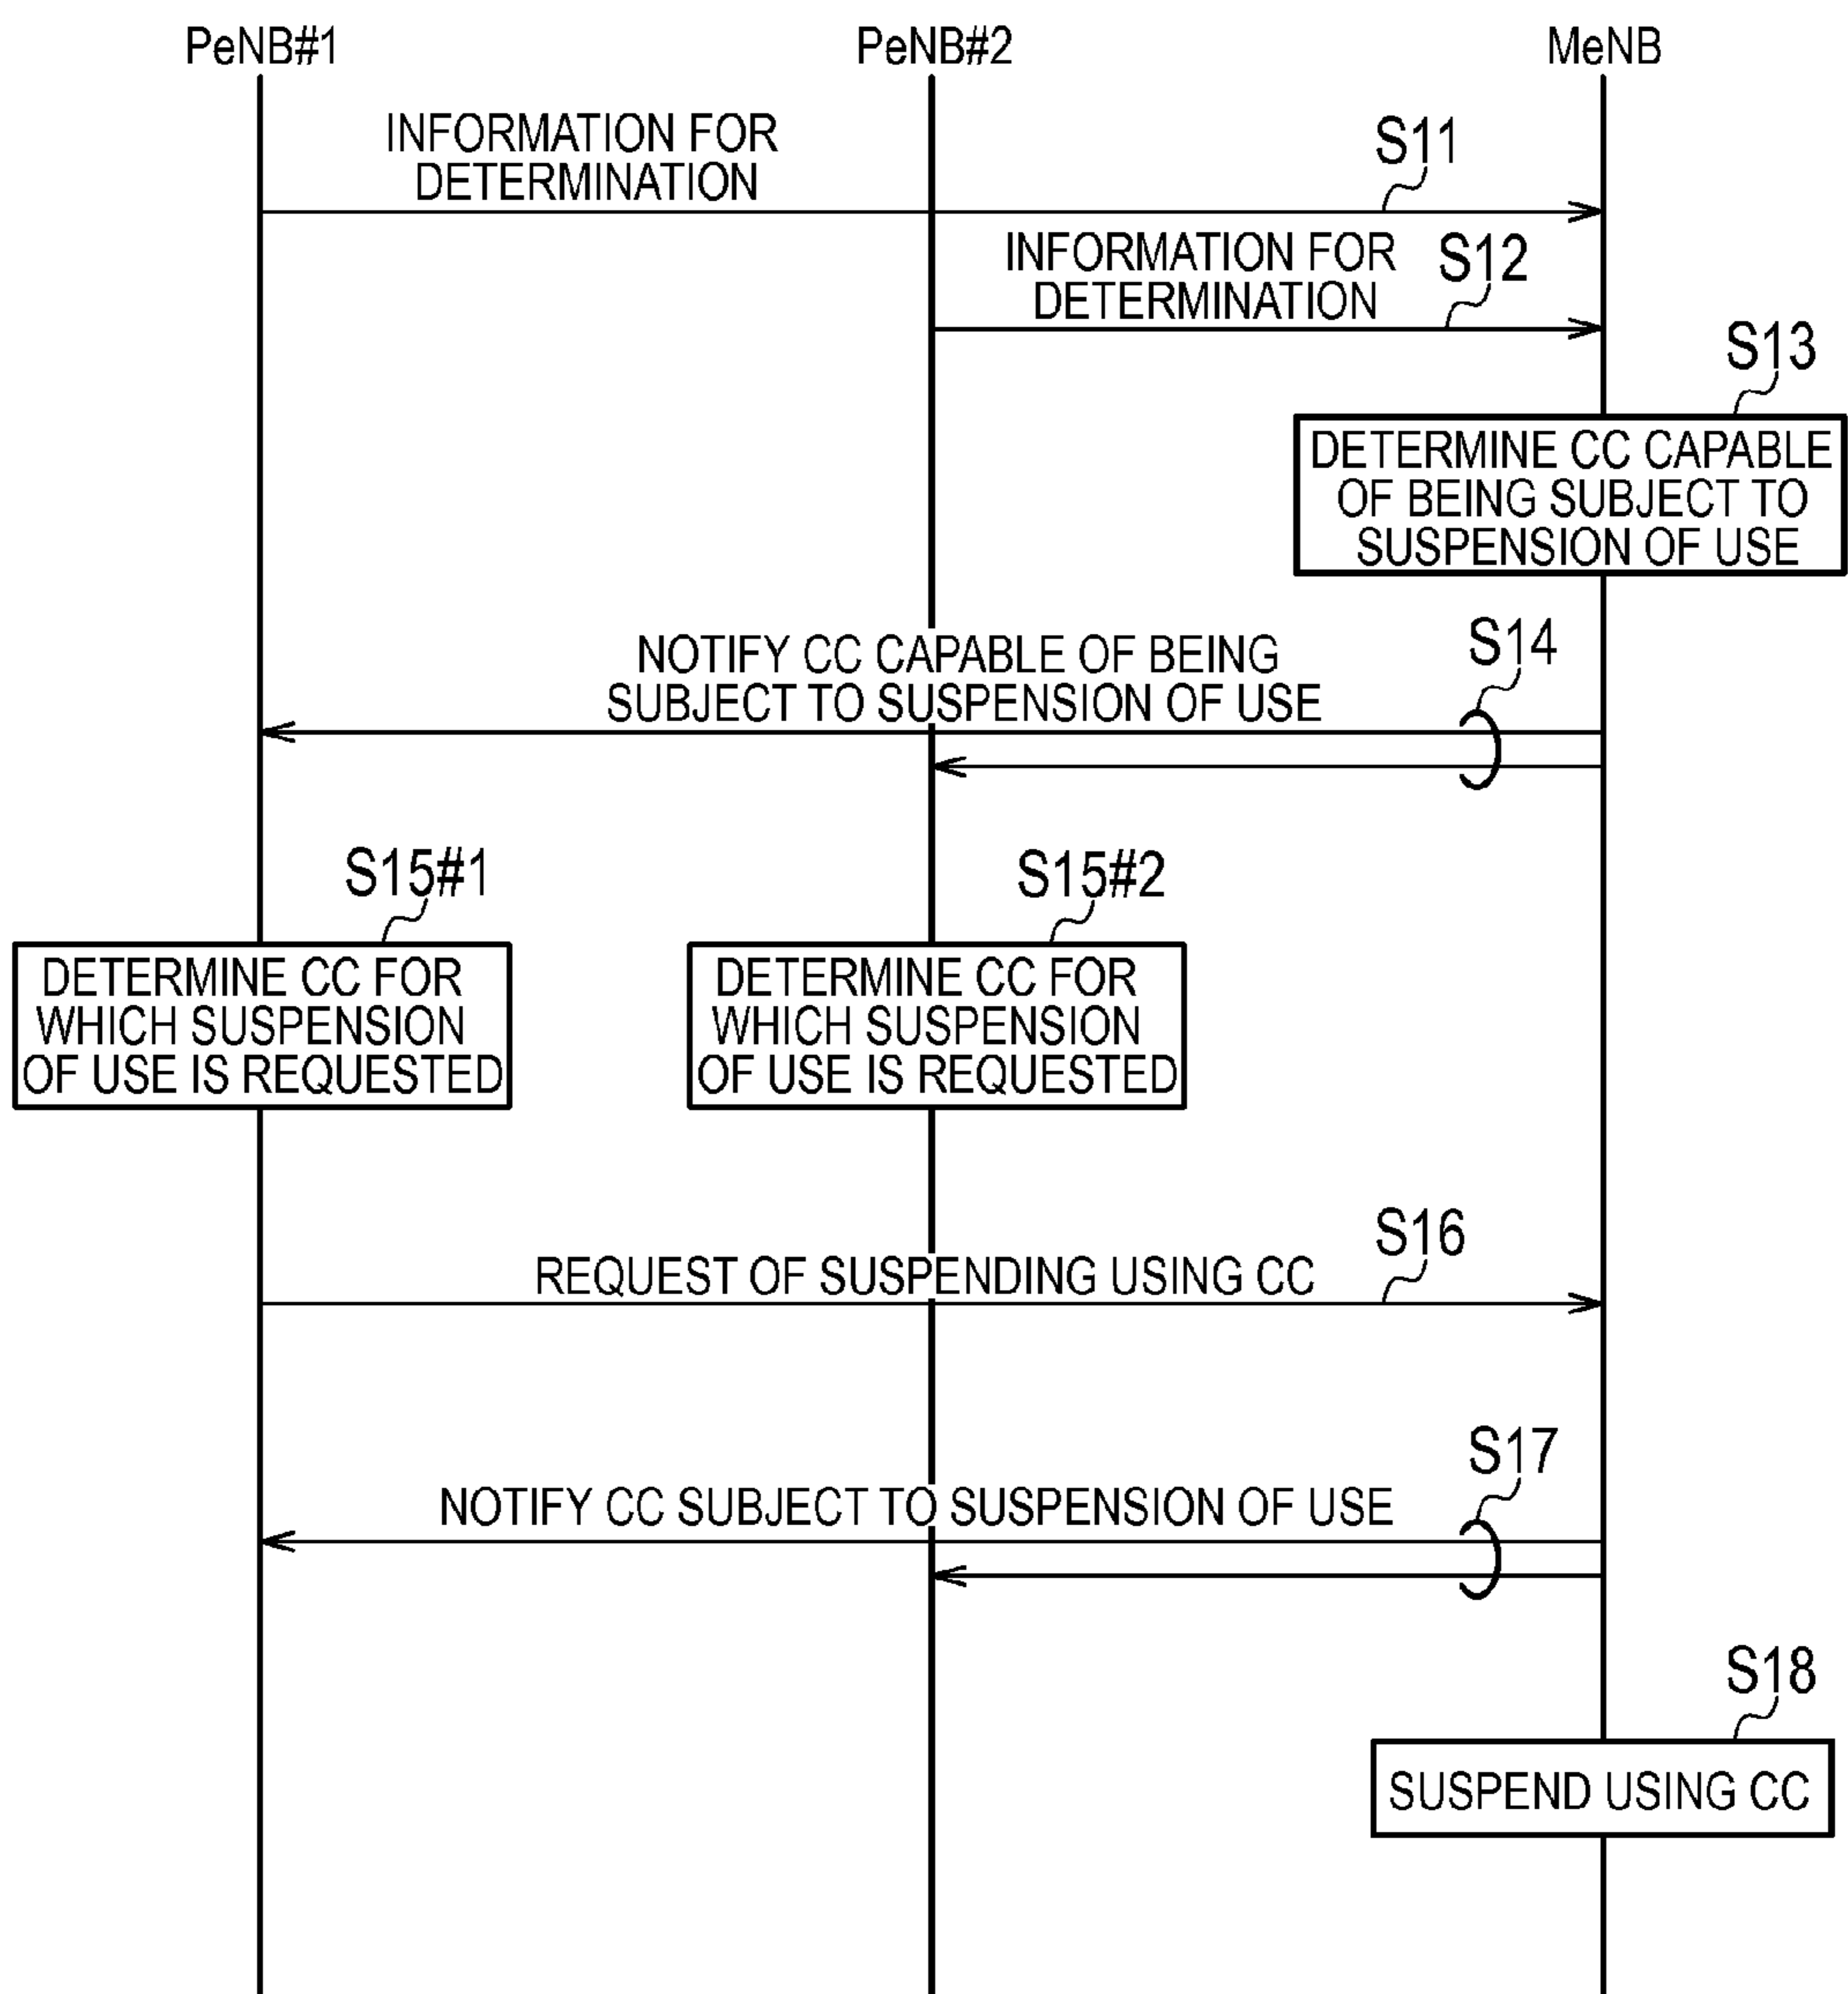 PeNB#1
PeNB#2
MeNB
INFORMATION FOR
DETERMINATION
S11
INFORMATION FOR
DETERMINATION
S12
S13
DETERMINE CC CAPABLE
OF BEING SUBJECT TO
SUSPENSION OF USE
S14
NOTIFY CC CAPABLE OF BEING
SUBJECT TO SUSPENSION OF USE
S15#1
DETERMINE CC FOR
WHICH SUSPENSION
OF USE IS REQUESTED
S15#2
DETERMINE CC FOR
WHICH SUSPENSION
OF USE IS REQUESTED
S16
REQUEST OF SUSPENDING USING CC
S17
NOTIFY CC SUBJECT TO SUSPENSION OF USE
S18
SUSPEND USING CC